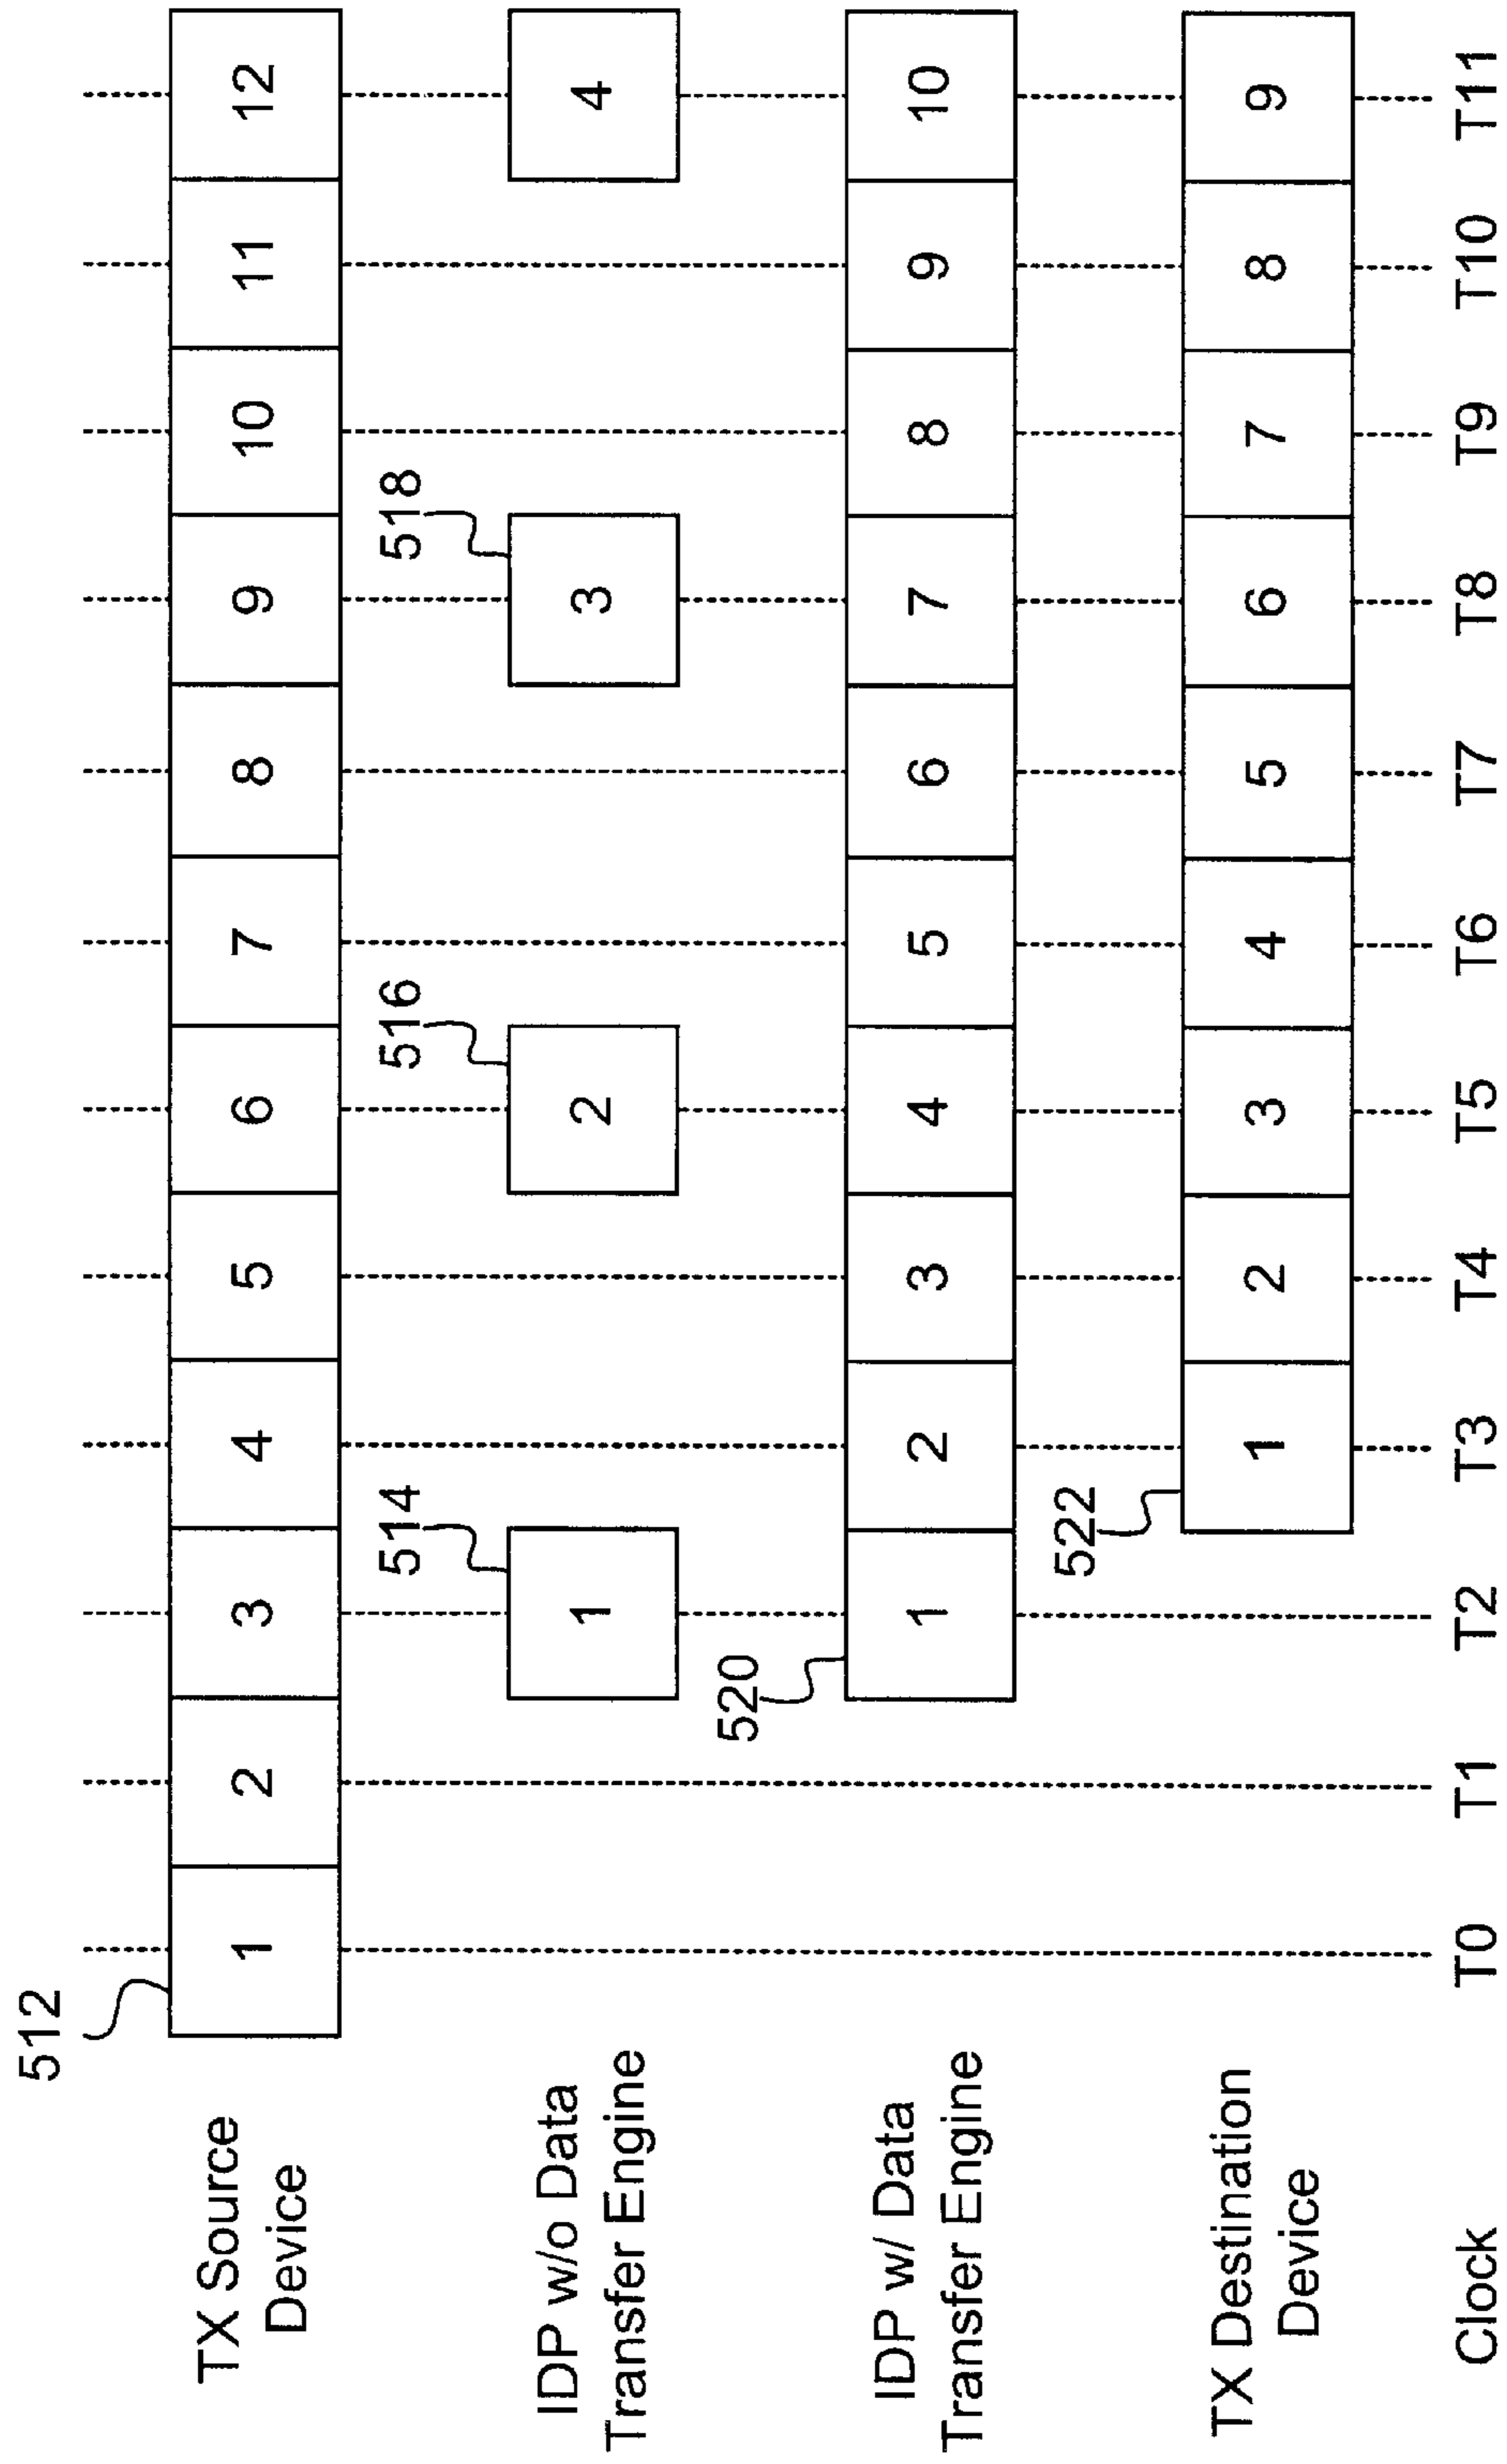 512
TX Source
Device
1 2 3 4 5 6 7 8 9 10 11 12
514 516 518
IDP w/o Data
Transfer Engine
1 2 3 4
520
IDP w/ Data
Transfer Engine
1 2 3 4 5 6 7 8 9 10
522
TX Destination
Device
1 2 3 4 5 6 7 8 9
Clock T0 T1 T2 T3 T4 T5 T6 T7 T8 T9 T10 T11